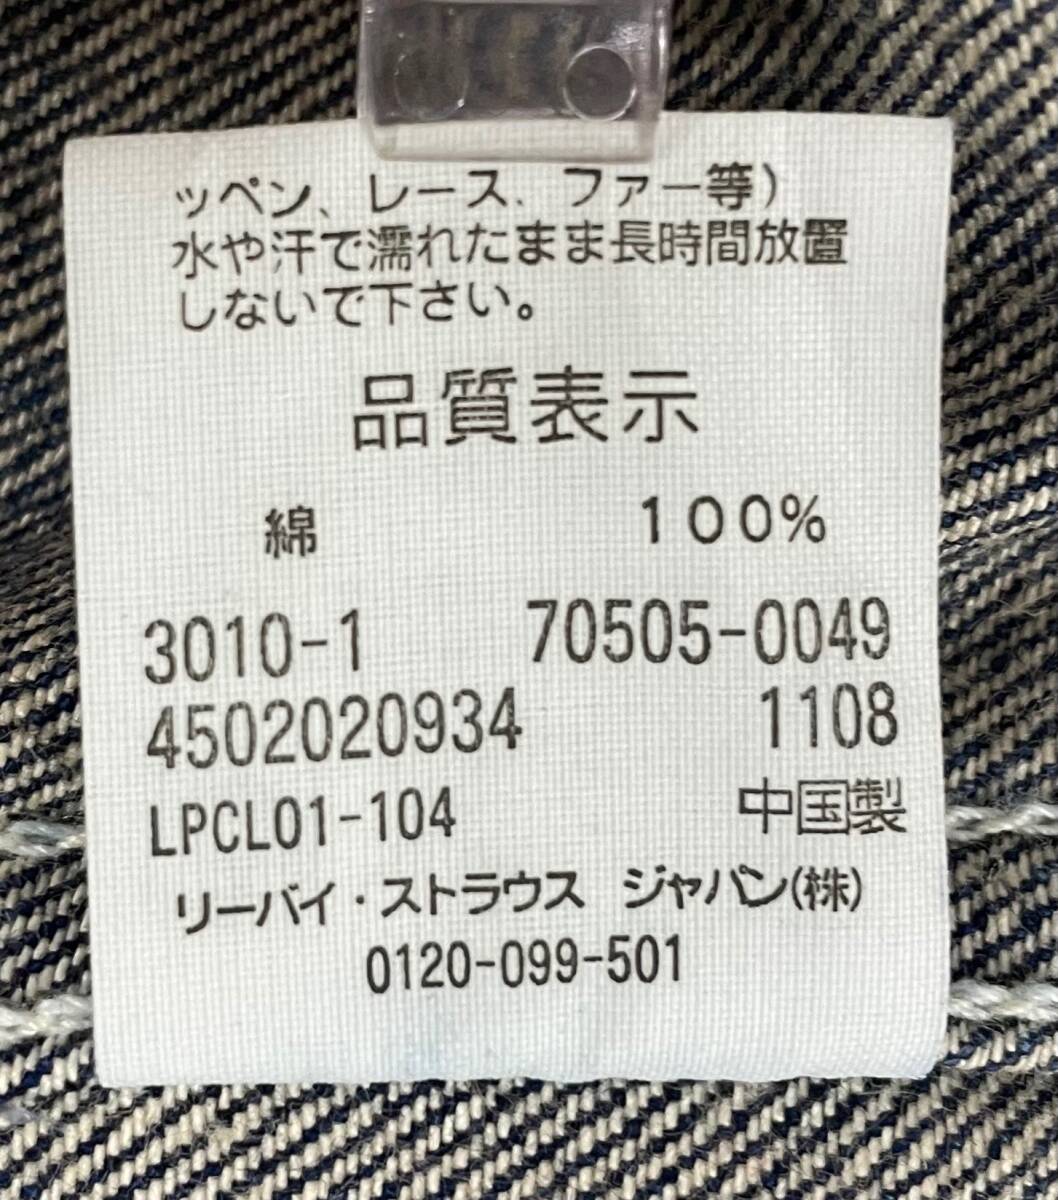 ッペン、レース、ファー等)
水や汗で濡れたまま長時間放置
しないで下さい。
品質表示
綿 100%
3010-1 70505-0049
4502020934 1108
LPCL01-104 中国製
リーバイ・ストラウス ジャパン(株)
0120-099-501